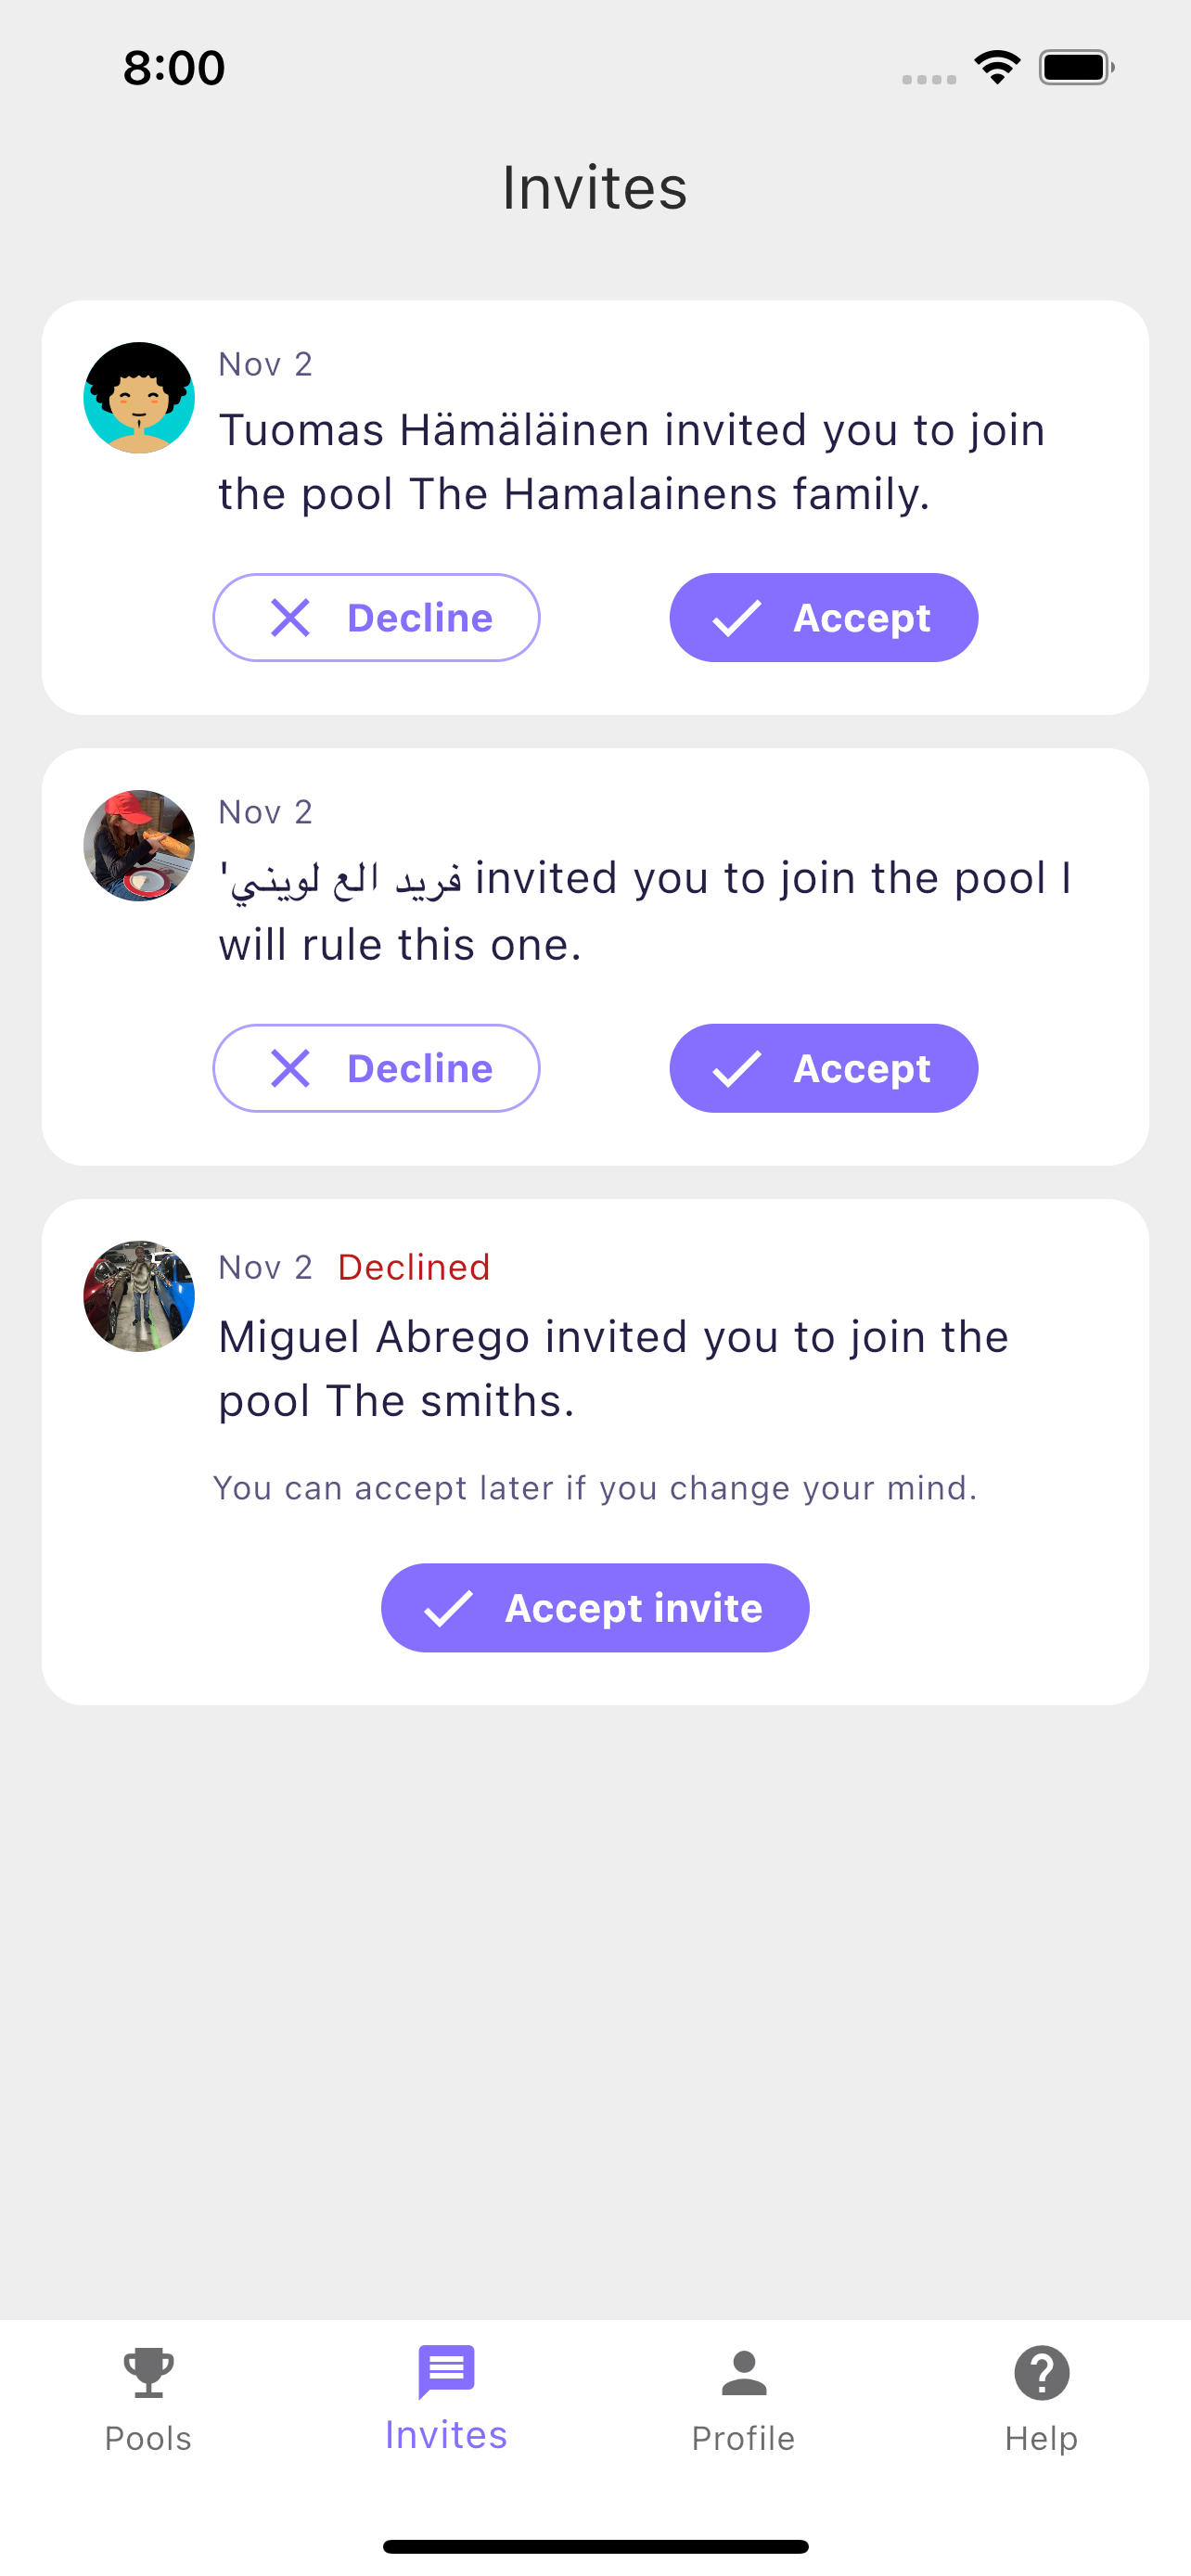 8:00
Invites
Nov 2
Tuomas Hämäläinen invited you to join
the pool The Hamalainens family.
Decline
Accept
Nov 2
'فريد الع لويني invited you to join the pool I
will rule this one.
Decline
Accept
Nov 2 Declined
Miguel Abrego invited you to join the
pool The smiths.
You can accept later if you change your mind.
Accept invite
Pools
Invites
Profile
Help